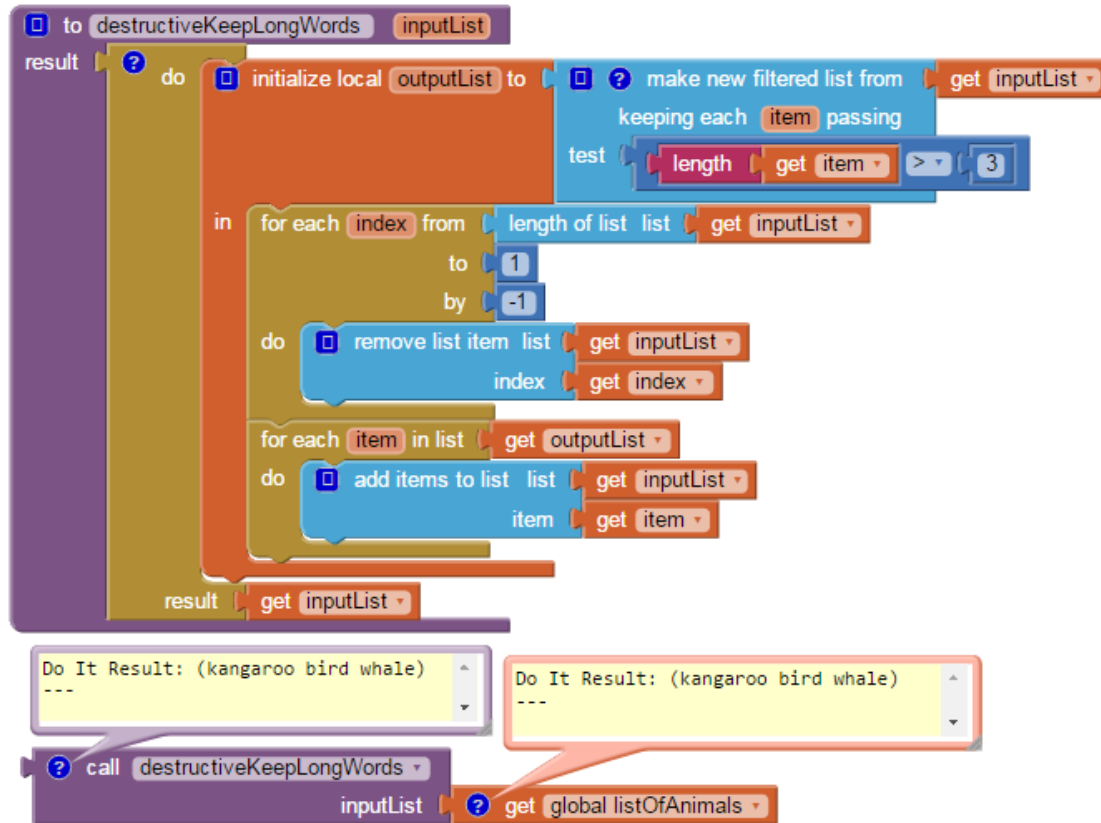 to destructiveKeepLongWords inputList
result do initialize local outputList to make new filtered list from get inputList
keeping each item passing
test length get item > 3
in for each index from length of list list get inputList
to 1
by -1
do remove list item list get inputList
index get index
for each item in list get outputList
do add items to list list get inputList
item get item
result get inputList
Do It Result: (kangaroo bird whale)
---
Do It Result: (kangaroo bird whale)
---
call destructiveKeepLongWords
inputList get global listOfAnimals